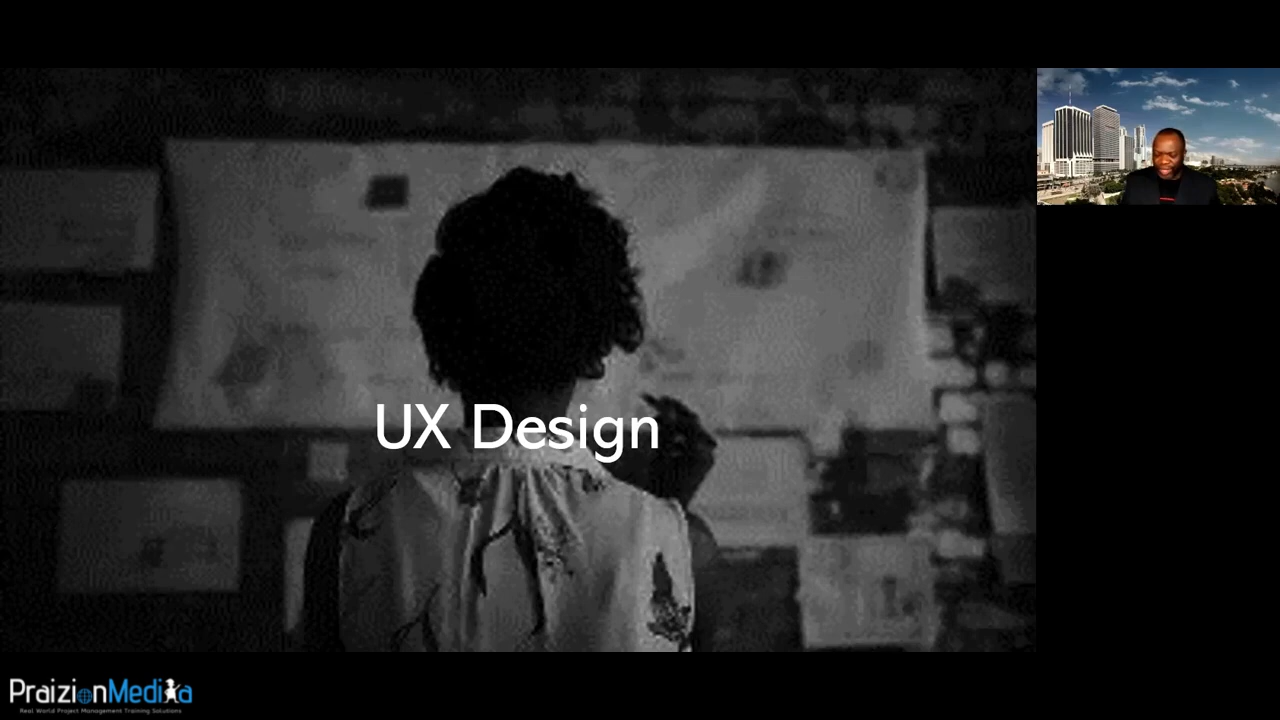 UX Design
PraizionMedia
Real World Project Management Training Solutions